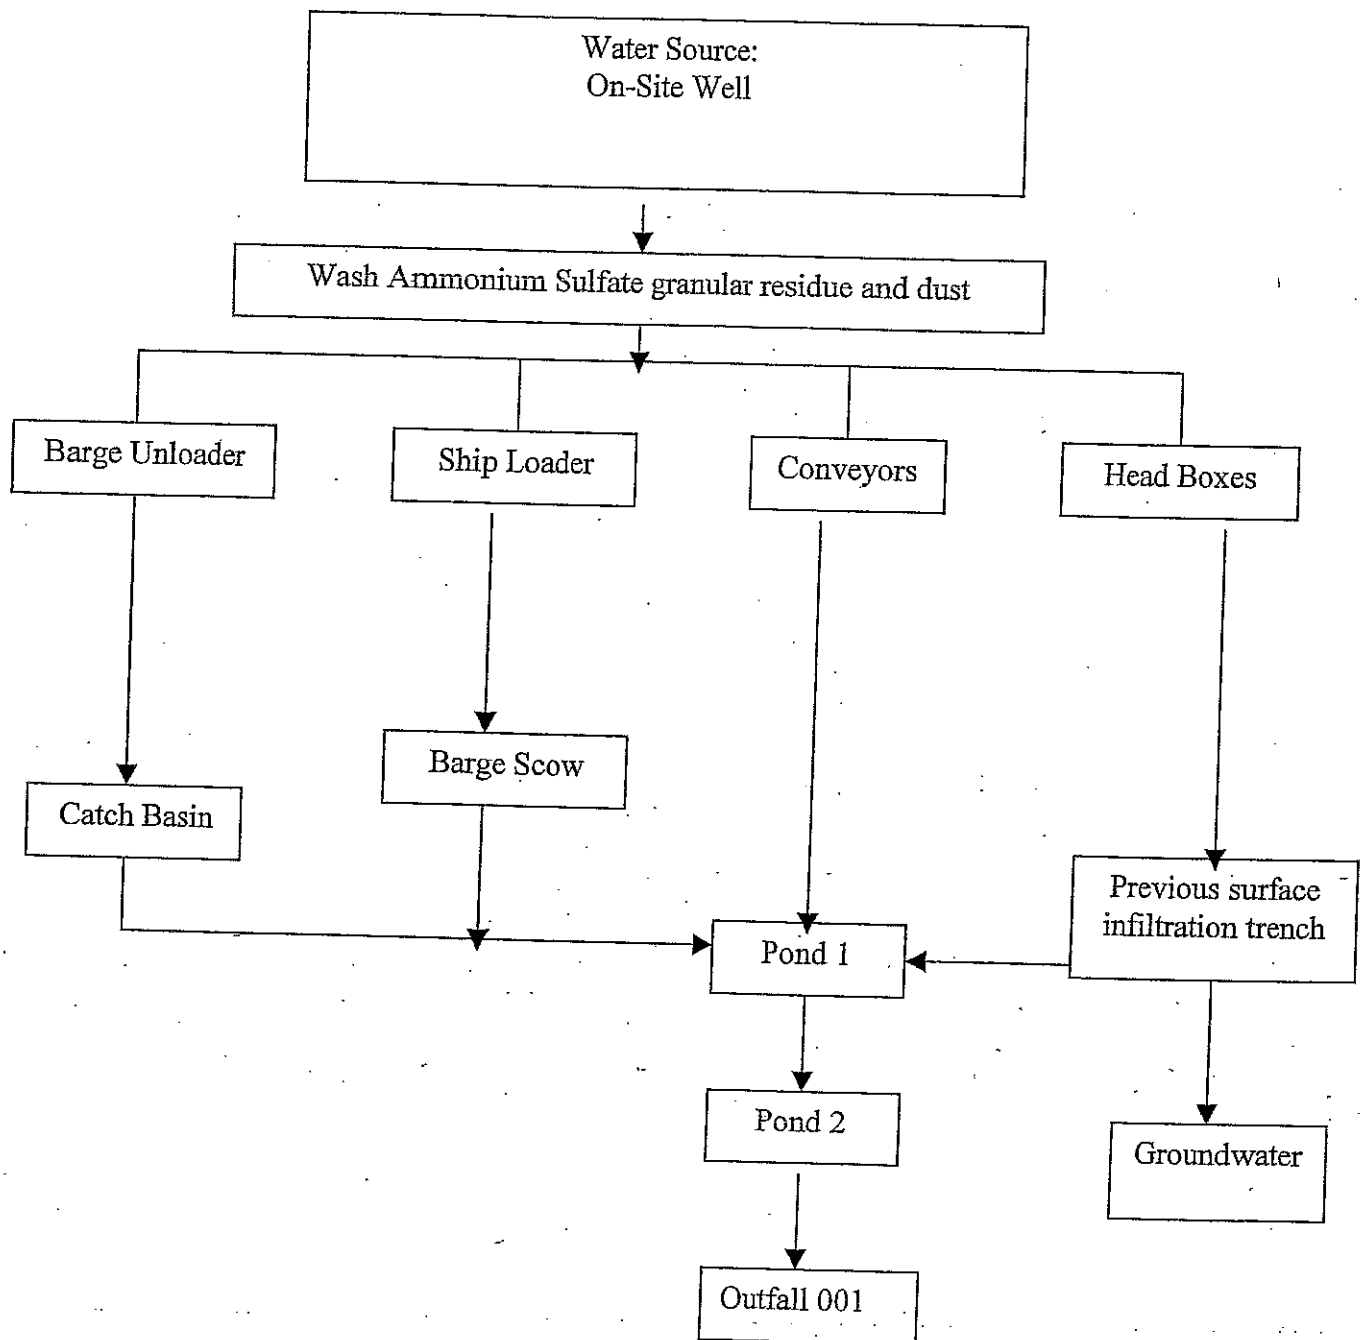 Water Source:
On-Site Well
Wash Ammonium Sulfate granular residue and dust
Barge Unloader
Ship Loader
Conveyors
Head Boxes
Barge Scow
Catch Basin
Previous surface
infiltration trench
Pond 1
Pond 2
Groundwater
Outfall 001